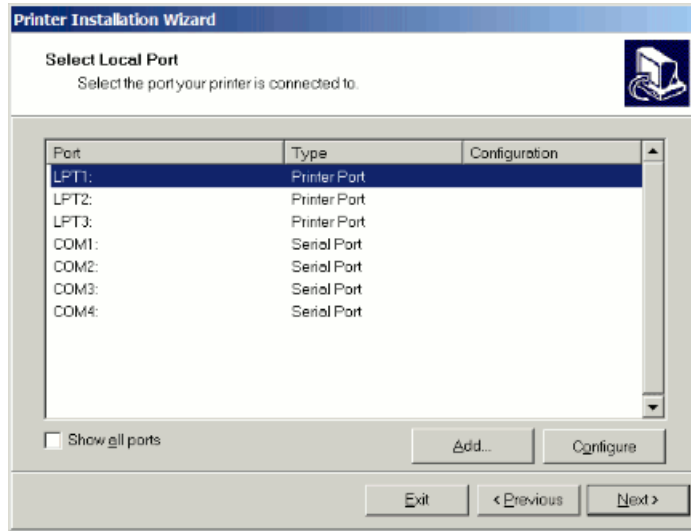 Printer Installation Wizard
Select Local Port
Select the port your printer is connected to.
Port Type Configuration
LPT1: Printer Port
LPT2: Printer Port
LPT3: Printer Port
COM1: Serial Port
COM2: Serial Port
COM3: Serial Port
COM4: Serial Port
Show all ports Add... Configure
Exit < Previous Next >